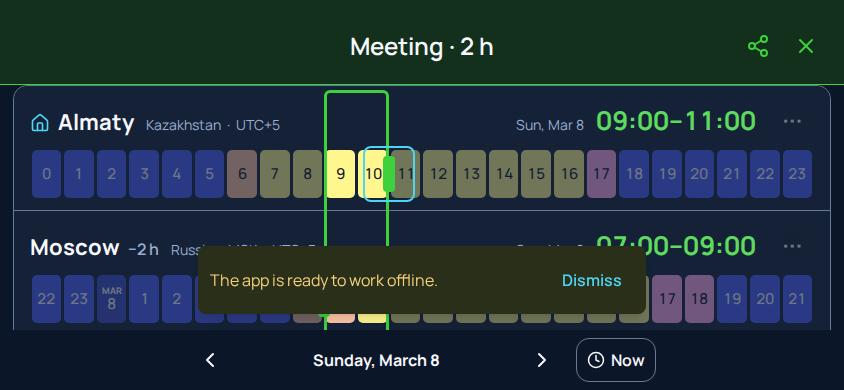 Meeting · 2 h
Almaty Kazakhstan · UTC+5 Sun, Mar 8 09:00–11:00
0 1 2 3 4 5 6 7 8 9 10 11 12 13 14 15 16 17 18 19 20 21 22 23
Moscow −2 h 07:00–09:00
The app is ready to work offline. Dismiss
22 23 MAR 8 1 2 17 18 19 20 21
Sunday, March 8 Now